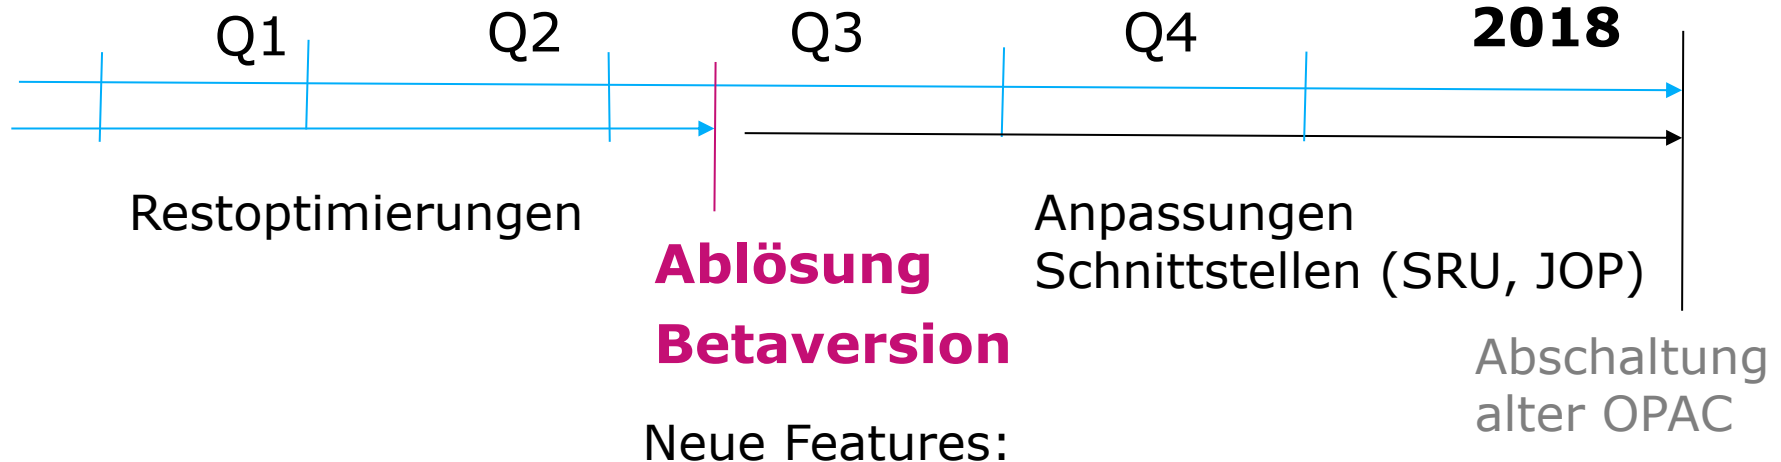 Q1 Q2 Q3 Q4 2018
Restoptimierungen
Anpassungen
Schnittstellen (SRU, JOP)
Ablösung
Betaversion
Abschaltung
alter OPAC
Neue Features: